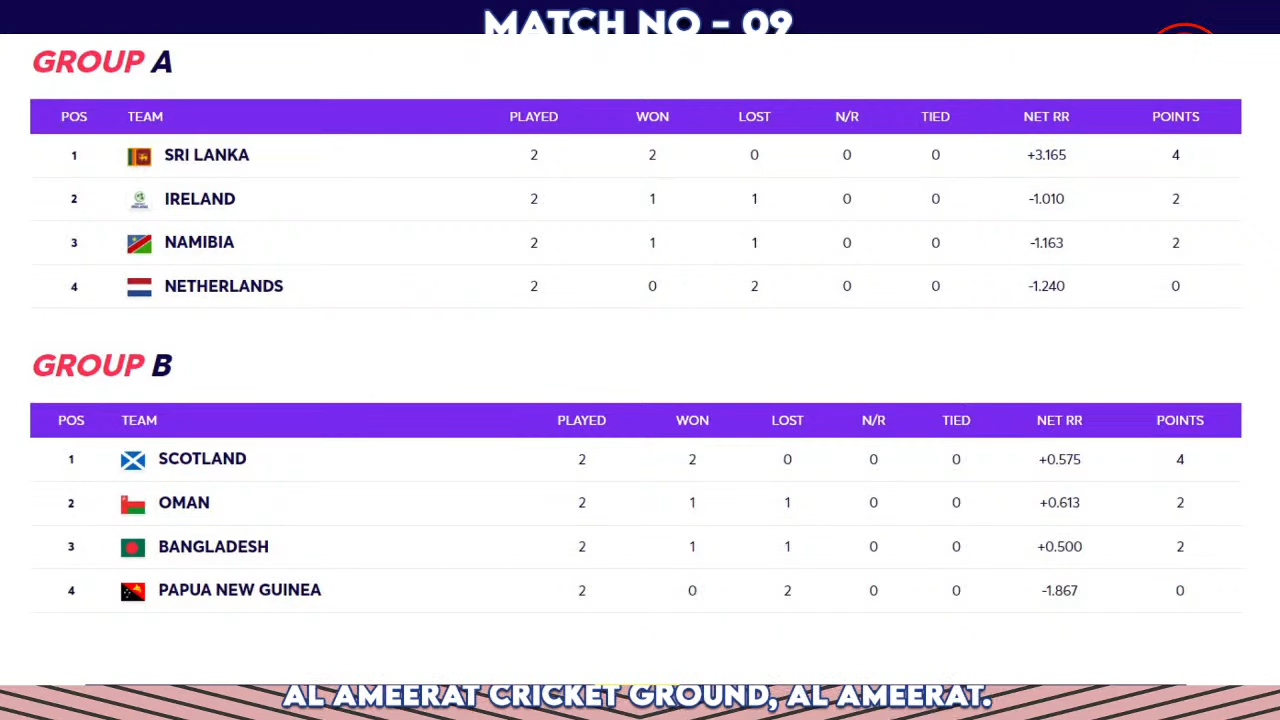 MATCH NO - 09
GROUP A
POS TEAM PLAYED WON LOST N/R TIED NET RR POINTS
1 SRI LANKA 2 2 0 0 0 +3.165 4
2 IRELAND 2 1 1 0 0 -1.010 2
3 NAMIBIA 2 1 1 0 0 -1.163 2
4 NETHERLANDS 2 0 2 0 0 -1.240 0
GROUP B
POS TEAM PLAYED WON LOST N/R TIED NET RR POINTS
1 SCOTLAND 2 2 0 0 0 +0.575 4
2 OMAN 2 1 1 0 0 +0.613 2
3 BANGLADESH 2 1 1 0 0 +0.500 2
4 PAPUA NEW GUINEA 2 0 2 0 0 -1.867 0
AL AMEERAT CRICKET GROUND, AL AMEERAT.